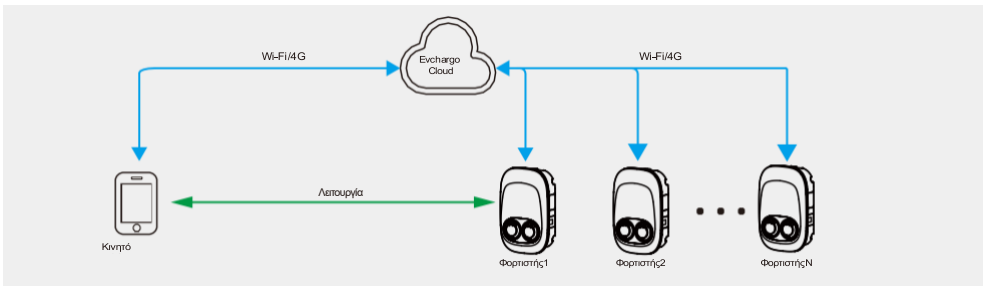 Wi-Fi/4G
Evchargo
Cloud
Wi-Fi/4G
Λειτουργία
Κινητό
Φορτιστής1
Φορτιστής2
ΦορτιστήςN